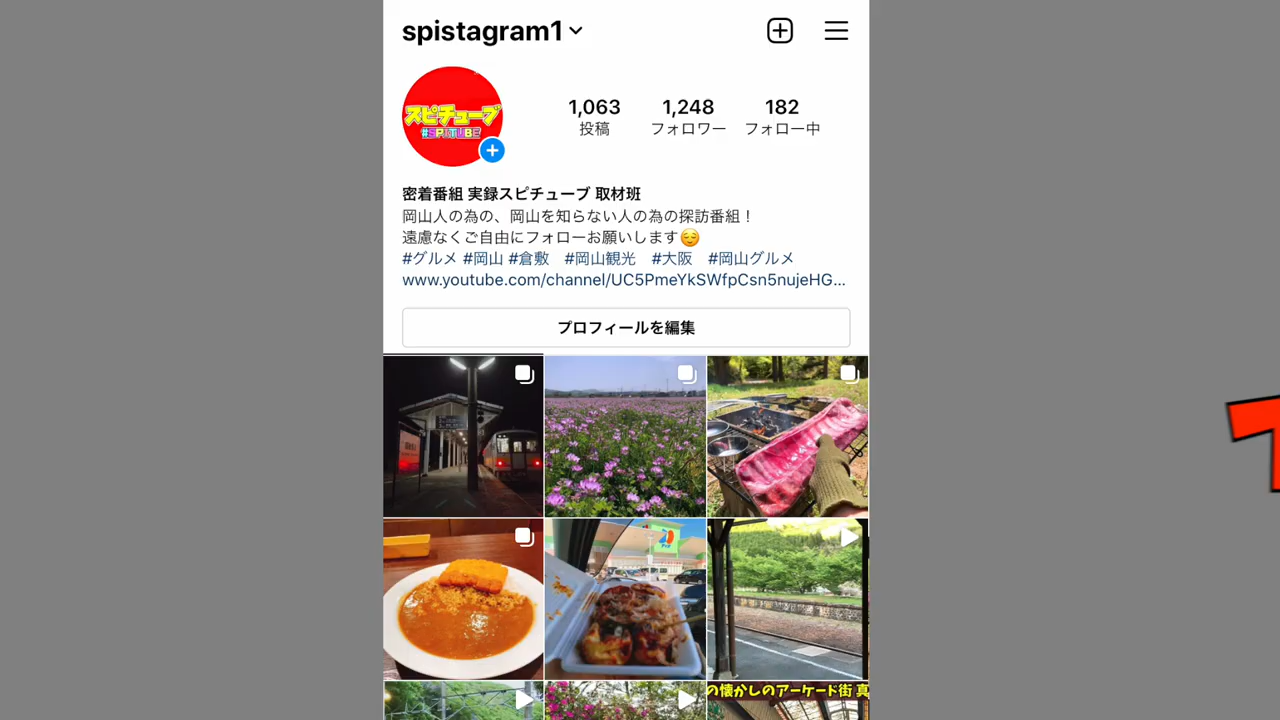 spistagram1
スピチューブ
#SPITUBE
1,063
投稿
1,248
フォロワー
182
フォロー中
密着番組 実録スピチューブ 取材班
岡山人の為の、岡山を知らない人の為の探訪番組！
遠慮なくご自由にフォローお願いします😌
#グルメ #岡山 #倉敷　#岡山観光　#大阪　#岡山グルメ
www.youtube.com/channel/UC5PmeYkSWfpCsn5nujeHG...
プロフィールを編集
の懐かしのアーケード街 真